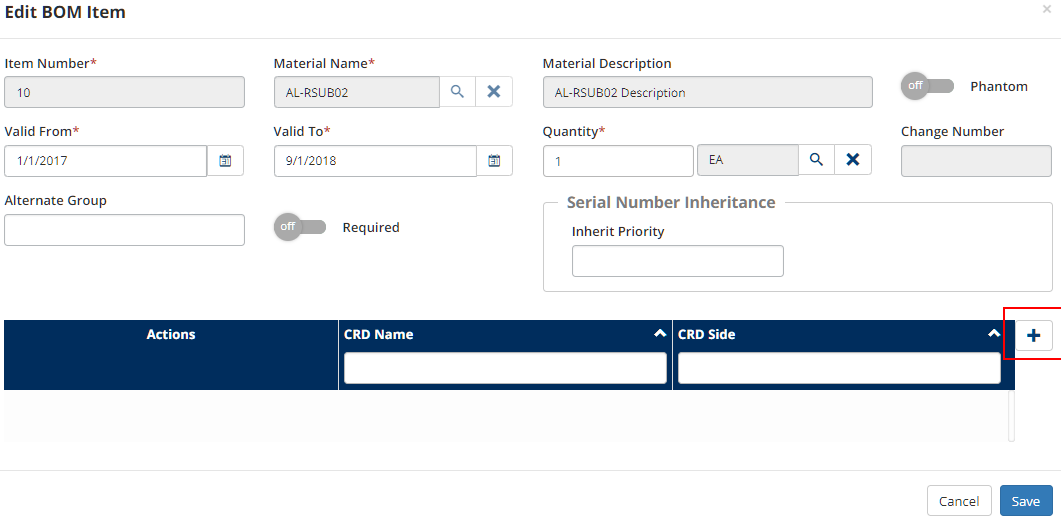 Edit BOM Item
×
Item Number*
Material Name*
Material Description
10
AL-RSUB02
AL-RSUB02 Description
off
Phantom
Valid From*
Valid To*
Quantity*
Change Number
1/1/2017
9/1/2018
1
EA
Alternate Group
off
Required
Serial Number Inheritance
Inherit Priority
Actions
CRD Name
CRD Side
Cancel
Save